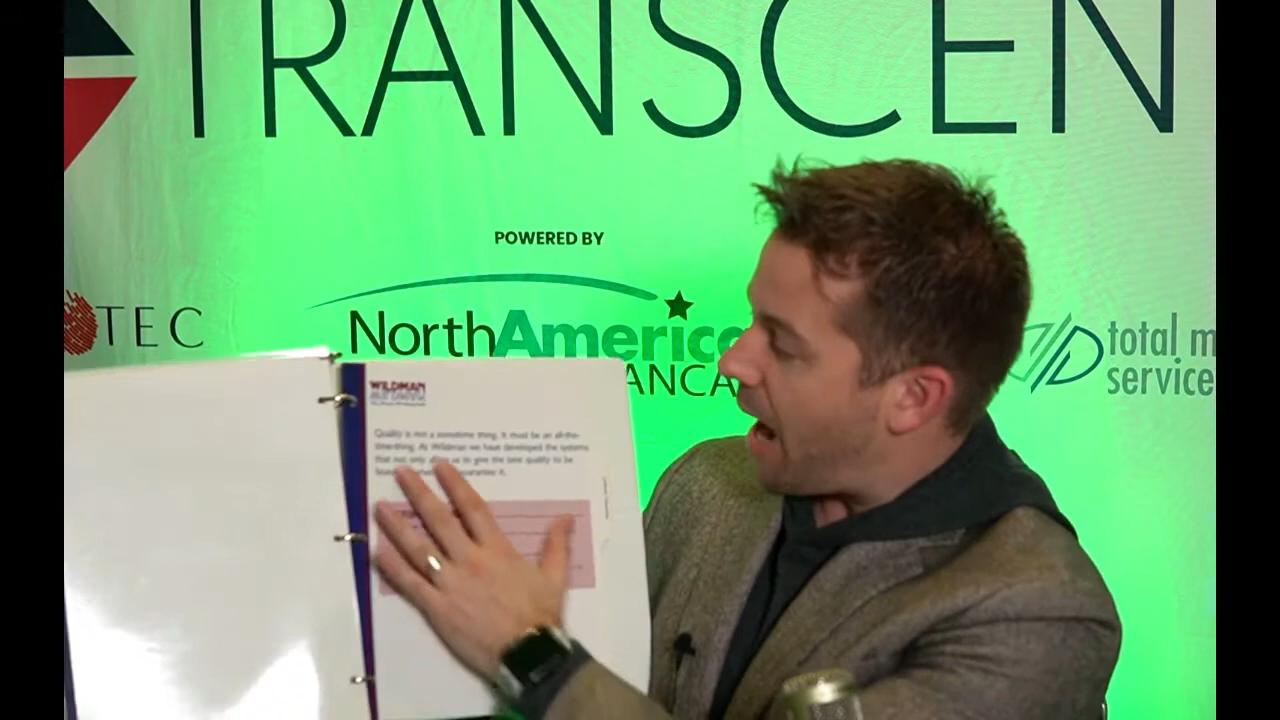 TRANSCEN
POWERED BY
TEC
NorthAmerica
ANCA
total m
service
WILDMAN
Quality is not a sometime thing. It must be an all-the-
time-thing. At Wildman we have developed the systems
that not only allow us to give the best quality to be
guarantee it.